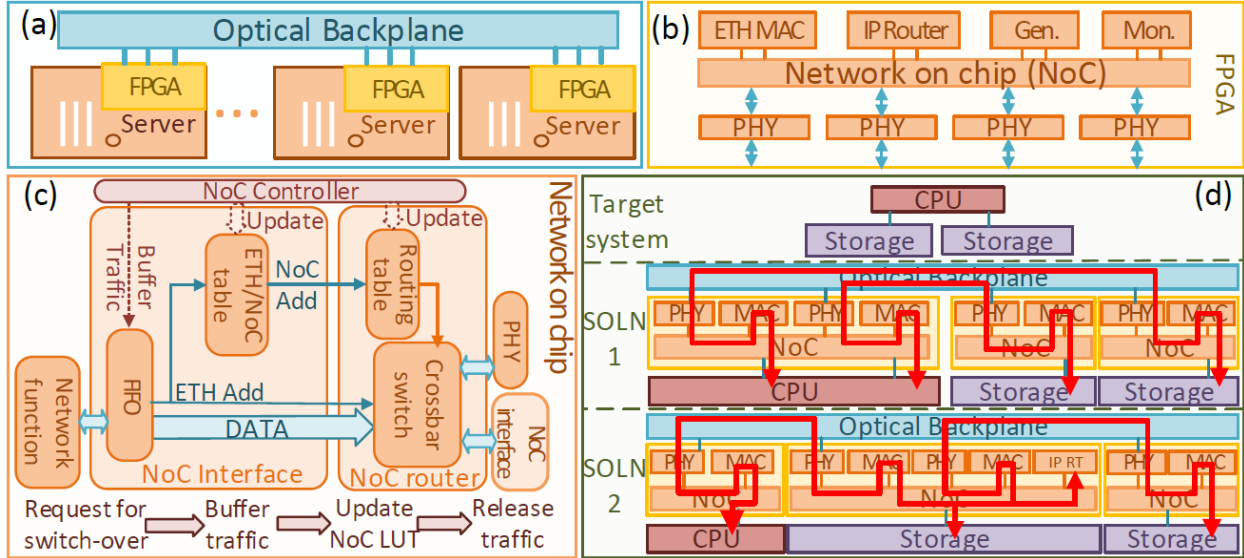 (a)
Optical Backplane
FPGA
Server
FPGA
Server
FPGA
Server
(b)
ETH MAC
IP Router
Gen.
Mon.
Network on chip (NoC)
PHY
PHY
PHY
PHY
FPGA
(c)
NoC Controller
Network on chip
Update
Update
Buffer
Traffic
ETH/NoC
table
NoC
Add
Routing
table
PHY
Network
function
FIFO
ETH Add
DATA
Crossbar
switch
NoC
interface
NoC Interface
NoC router
Request for
switch-over
Buffer
traffic
Update
NoC LUT
Release
traffic
(d)
Target
system
CPU
Storage
Storage
Optical Backplane
SOLN
1
PHY
MAC
PHY
MAC
PHY
MAC
PHY
MAC
NoC
NoC
NoC
CPU
Storage
Storage
Optical Backplane
SOLN
2
PHY
MAC
PHY
MAC
PHY
MAC
IP RT
PHY
MAC
NoC
NoC
NoC
CPU
Storage
Storage